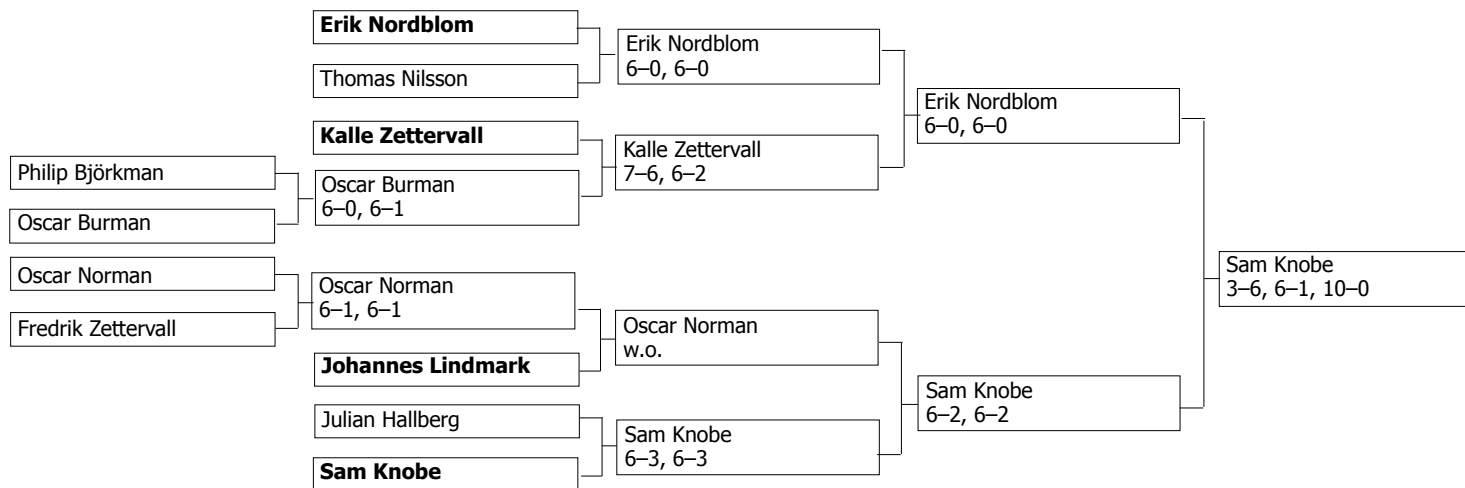 Erik Nordblom
Thomas Nilsson
Kalle Zettervall
Philip Björkman
Oscar Burman
Oscar Norman
Fredrik Zettervall
Oscar Burman
6–0, 6–1
Oscar Norman
6–1, 6–1
Johannes Lindmark
Julian Hallberg
Sam Knobe
Erik Nordblom
6–0, 6–0
Kalle Zettervall
7–6, 6–2
Oscar Norman
w.o.
Sam Knobe
6–3, 6–3
Erik Nordblom
6–0, 6–0
Sam Knobe
6–2, 6–2
Sam Knobe
3–6, 6–1, 10–0